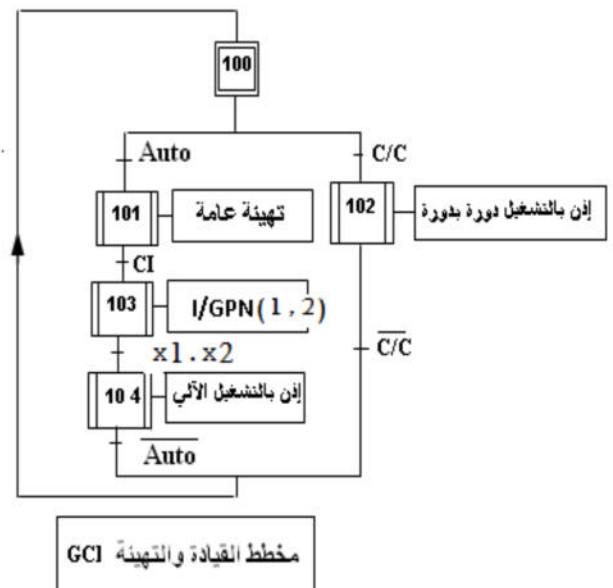 100
Auto
C/C
101
تهيئة عامة
102
إذن بالتشغيل دورة بدورة
CI
103
I/GPN(1,2)
C̅/̅C̅
x1.x2
10 4
إذن بالتشغيل الآلي
A̅u̅t̅o̅
مخطط القيادة والتهيئة GCI